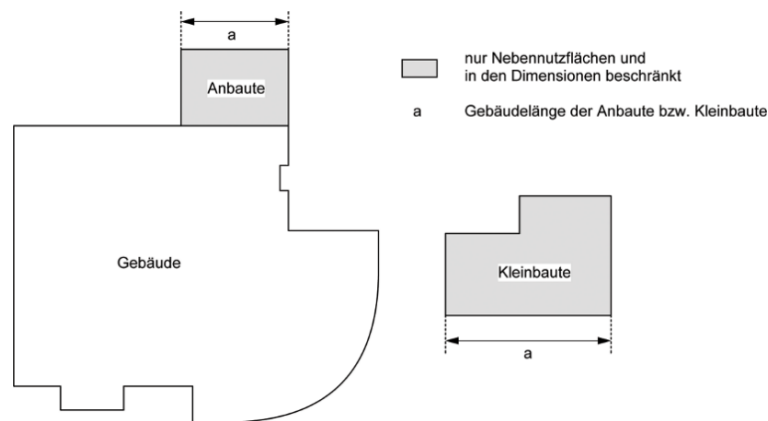 a
Anbaute
nur Nebennutzflächen und
in den Dimensionen beschränkt
a Gebäudelänge der Anbaute bzw. Kleinbaute
Gebäude
Kleinbaute
a